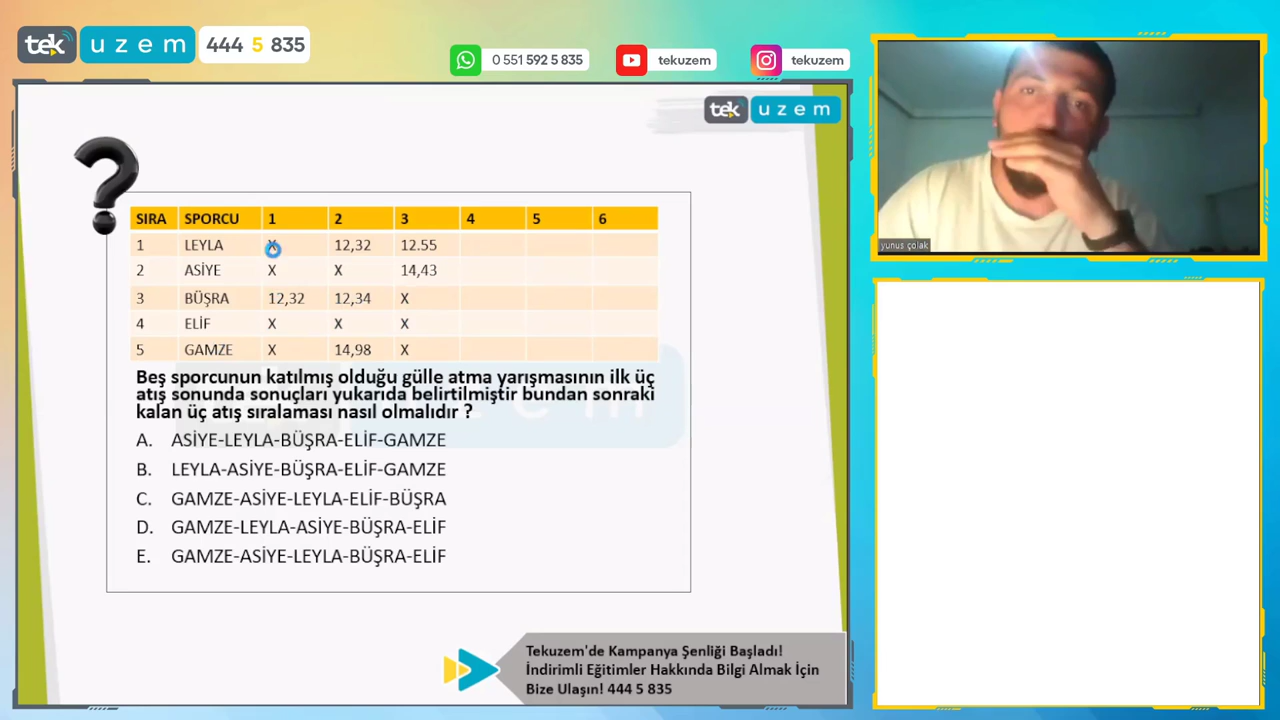 tek uzem 444 5 835
0 551 592 5 835
tekuzem
tekuzem
tek uzem
SIRA SPORCU 1 2 3 4 5 6
1 LEYLA X 12,32 12.55
2 ASİYE X X 14,43
3 BÜŞRA 12,32 12,34 X
4 ELİF X X X
5 GAMZE X 14,98 X
Beş sporcunun katılmış olduğu gülle atma yarışmasının ilk üç
atış sonunda sonuçları yukarıda belirtilmiştir bundan sonraki
kalan üç atış sıralaması nasıl olmalıdır ?
A. ASİYE-LEYLA-BÜŞRA-ELİF-GAMZE
B. LEYLA-ASİYE-BÜŞRA-ELİF-GAMZE
C. GAMZE-ASİYE-LEYLA-ELİF-BÜŞRA
D. GAMZE-LEYLA-ASİYE-BÜŞRA-ELİF
E. GAMZE-ASİYE-LEYLA-BÜŞRA-ELİF
Tekuzem'de Kampanya Şenliği Başladı!
İndirimli Eğitimler Hakkında Bilgi Almak İçin
Bize Ulaşın! 444 5 835
yunus çolak